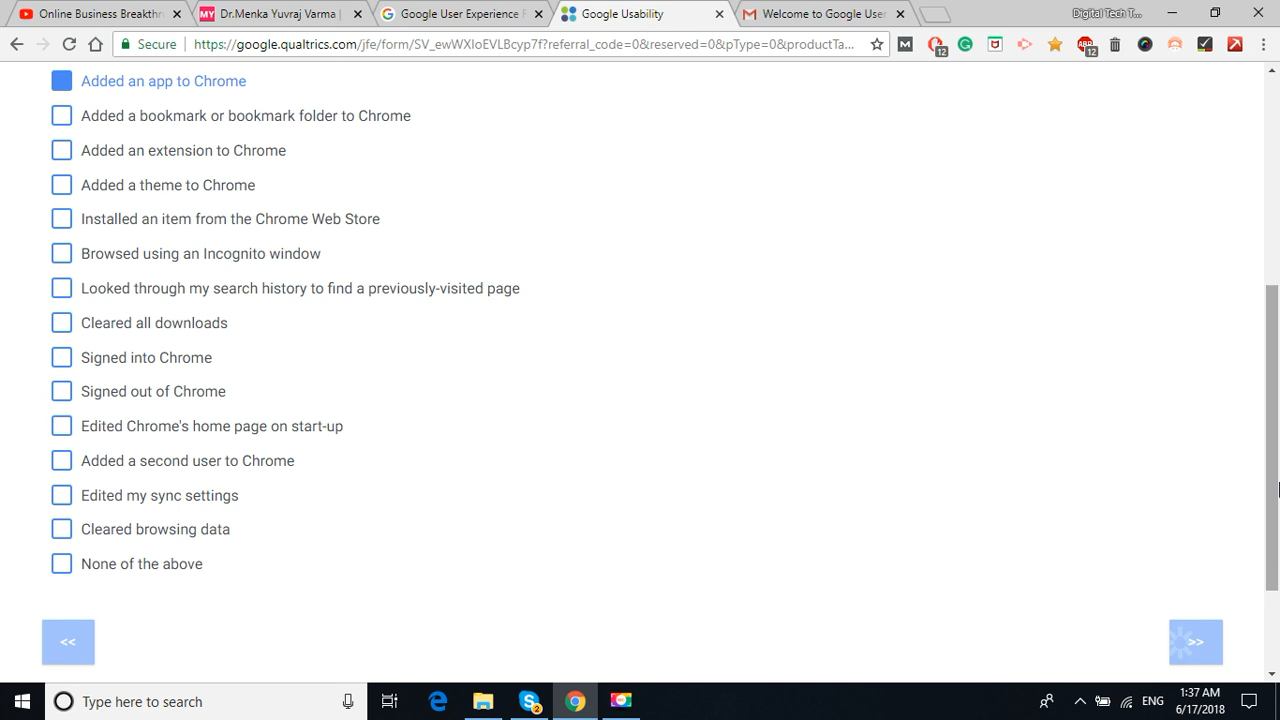 Online Business Breakthr
Dr.Menka Yuvraj Varma |
Google User Experience R
Google Usability
Welcome to Google User
Digital Tech T...
Secure
https://google.qualtrics.com/jfe/form/SV_ewWXIoEVLBcyp7f?referral_code=0&reserved=0&pType=0&productTa...
12
12
Added an app to Chrome
Added a bookmark or bookmark folder to Chrome
Added an extension to Chrome
Added a theme to Chrome
Installed an item from the Chrome Web Store
Browsed using an Incognito window
Looked through my search history to find a previously-visited page
Cleared all downloads
Signed into Chrome
Signed out of Chrome
Edited Chrome's home page on start-up
Added a second user to Chrome
Edited my sync settings
Cleared browsing data
None of the above
<<
>>
Type here to search
2
ENG
1:37 AM
6/17/2018